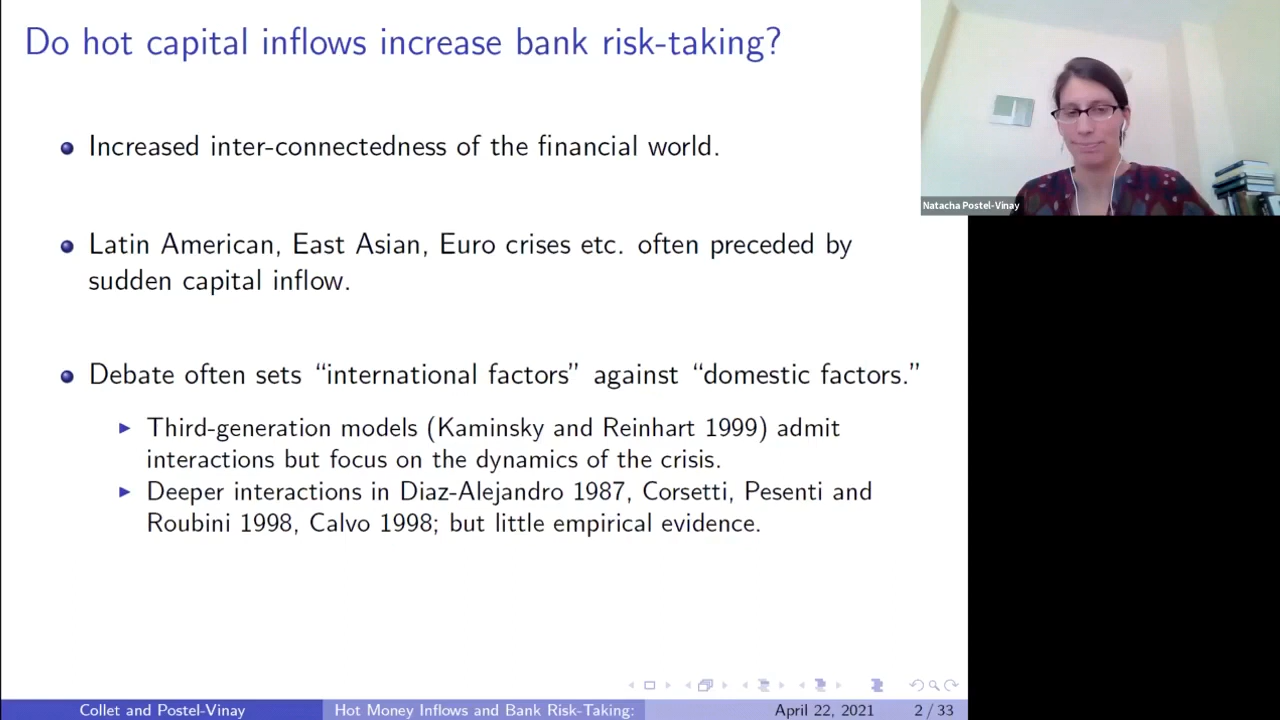 Do hot capital inflows increase bank risk-taking?
Increased inter-connectedness of the financial world.
Latin American, East Asian, Euro crises etc. often preceded by
sudden capital inflow.
Debate often sets “international factors” against “domestic factors.”
Third-generation models (Kaminsky and Reinhart 1999) admit
interactions but focus on the dynamics of the crisis.
Deeper interactions in Diaz-Alejandro 1987, Corsetti, Pesenti and
Roubini 1998, Calvo 1998; but little empirical evidence.
Natacha Postel-Vinay
Collet and Postel-Vinay
Hot Money Inflows and Bank Risk-Taking:
April 22, 2021
2 / 33